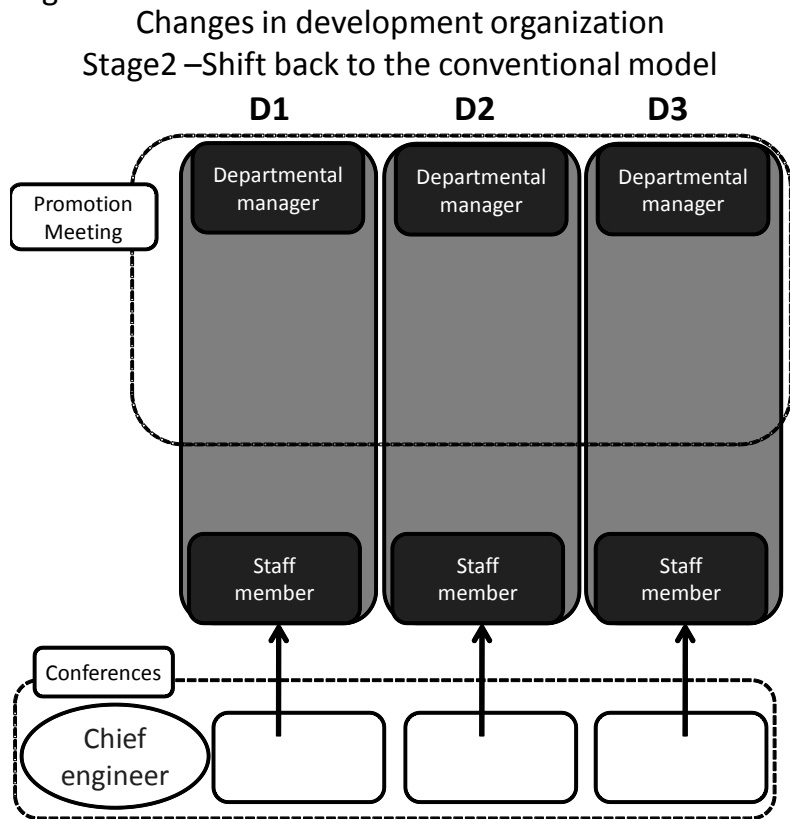 Changes in development organization
Stage2 –Shift back to the conventional model
D1 D2 D3
Departmental
manager
Departmental
manager
Departmental
manager
Promotion
Meeting
Staff
member
Staff
member
Staff
member
Conferences
Chief
engineer